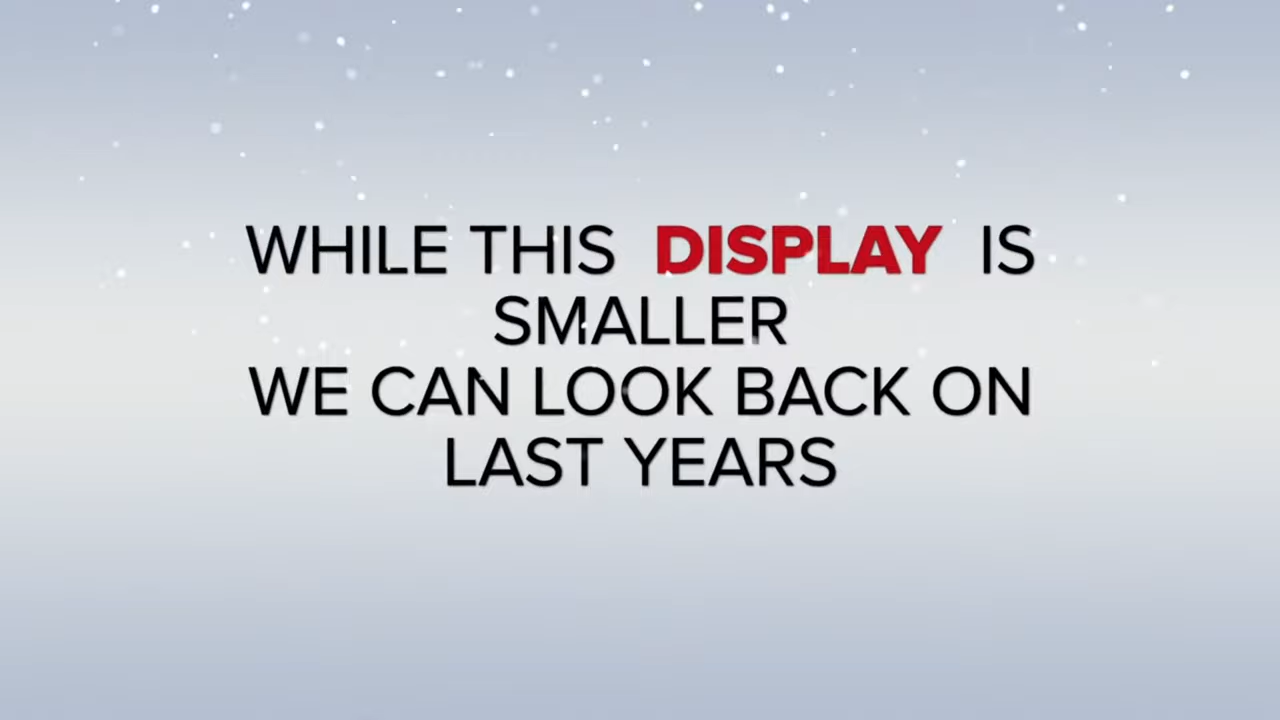 WHILE THIS DISPLAY IS
SMALLER
WE CAN LOOK BACK ON
LAST YEARS